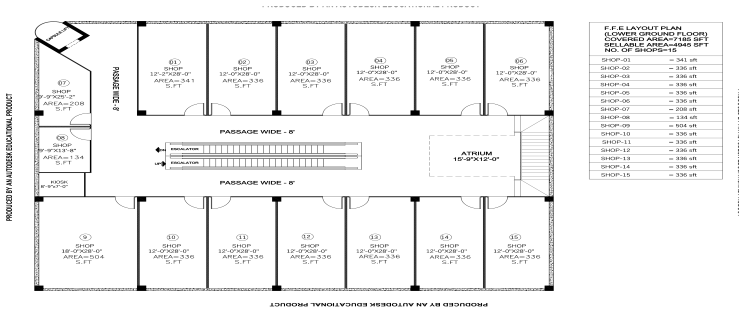 PRODUCED BY AN AUTODESK EDUCATIONAL PRODUCT
CAPSULE LIFT
PASSAGE WIDE -8'
01
SHOP
12'-2"X28'-0"
AREA=341
S.FT
02
SHOP
12'-0"X28'-0"
AREA=336
S.FT
03
SHOP
12'-0"X28'-0"
AREA=336
S.FT
04
SHOP
12'-0"X28'-0"
AREA=336
S.FT
05
SHOP
12'-0"X28'-0"
AREA=336
S.FT
06
SHOP
12'-0"X28'-0"
AREA=336
S.FT
07
SHOP
9'-9"X25'-2"
AREA=208
S.FT
08
SHOP
9'-9"X13'-8"
AREA=134
S.FT
KIOSK
8'-9"x7'-0"
PASSAGE WIDE - 8'
ESCALATOR
ESCALATOR
UP
ATRIUM
15'-9"X12'-0"
PASSAGE WIDE - 8'
9
SHOP
18'-0"X28'-0"
AREA=504
S.FT
10
SHOP
12'-0"X28'-0"
AREA=336
S.FT
11
SHOP
12'-0"X28'-0"
AREA=336
S.FT
12
SHOP
12'-0"X28'-0"
AREA=336
S.FT
13
SHOP
12'-0"X28'-0"
AREA=336
S.FT
14
SHOP
12'-0"X28'-0"
AREA=336
S.FT
15
SHOP
12'-0"X28'-0"
AREA=336
S.FT
PRODUCED BY AN AUTODESK EDUCATIONAL PRODUCT
F.F.E LAYOUT PLAN
(LOWER GROUND FLOOR)
COVERED AREA=7185 SFT
SELLABLE AREA=4945 SFT
NO. OF SHOPS=15
SHOP-01 = 341 sft
SHOP-02 = 336 sft
SHOP-03 = 336 sft
SHOP-04 = 336 sft
SHOP-05 = 336 sft
SHOP-06 = 336 sft
SHOP-07 = 208 sft
SHOP-08 = 134 sft
SHOP-09 = 504 sft
SHOP-10 = 336 sft
SHOP-11 = 336 sft
SHOP-12 = 336 sft
SHOP-13 = 336 sft
SHOP-14 = 336 sft
SHOP-15 = 336 sft